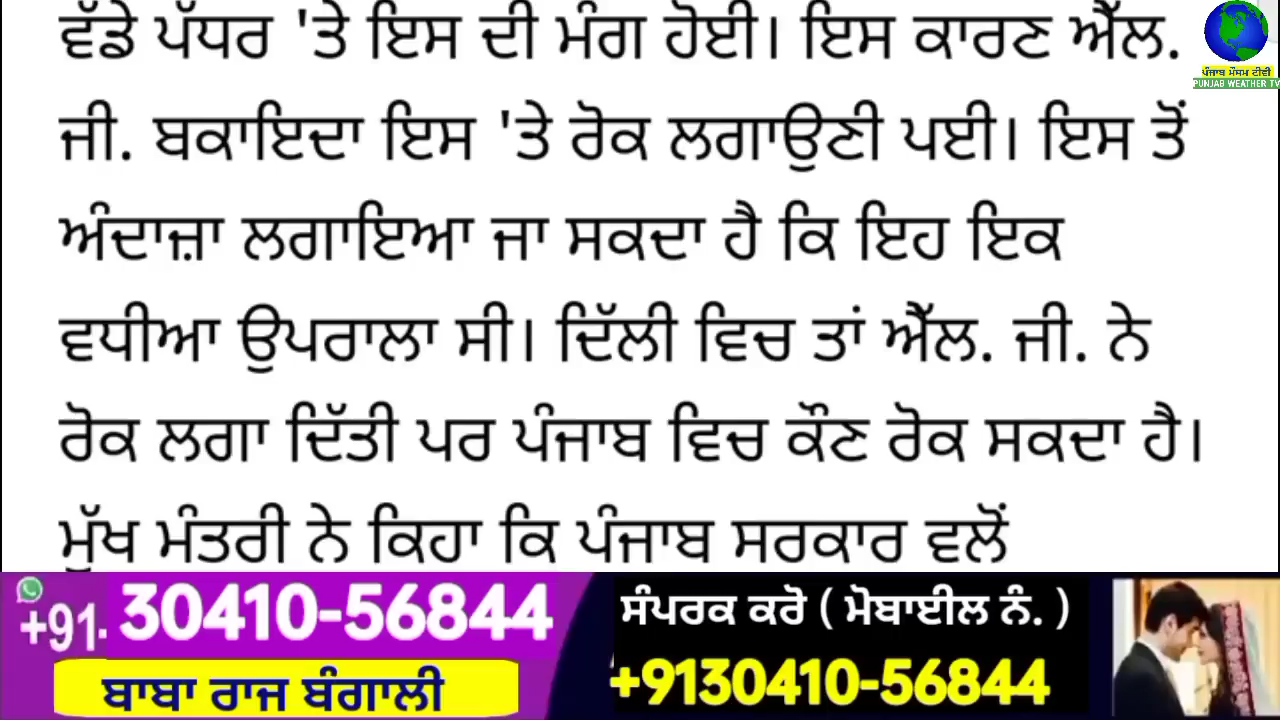 ਵੱਡੇ ਪੱਧਰ 'ਤੇ ਇਸ ਦੀ ਮੰਗ ਹੋਈ। ਇਸ ਕਾਰਣ ਐੱਲ.
ਜੀ. ਬਕਾਇਦਾ ਇਸ 'ਤੇ ਰੋਕ ਲਗਾਉਣੀ ਪਈ। ਇਸ ਤੋਂ
ਅੰਦਾਜ਼ਾ ਲਗਾਇਆ ਜਾ ਸਕਦਾ ਹੈ ਕਿ ਇਹ ਇਕ
ਵਧੀਆ ਉਪਰਾਲਾ ਸੀ। ਦਿੱਲੀ ਵਿਚ ਤਾਂ ਐੱਲ. ਜੀ. ਨੇ
ਰੋਕ ਲਗਾ ਦਿੱਤੀ ਪਰ ਪੰਜਾਬ ਵਿਚ ਕੌਣ ਰੋਕ ਸਕਦਾ ਹੈ।
ਮੁੱਖ ਮੰਤਰੀ ਨੇ ਕਿਹਾ ਕਿ ਪੰਜਾਬ ਸਰਕਾਰ ਵਲੋਂ
ਪੰਜਾਬ ਮੌਸਮ ਟੀਵੀ
PUNJAB WEATHER TV
+91- 30410-56844
ਬਾਬਾ ਰਾਜ ਬੰਗਾਲੀ
ਸੰਪਰਕ ਕਰੋ ( ਮੋਬਾਈਲ ਨੰ. )
+9130410-56844